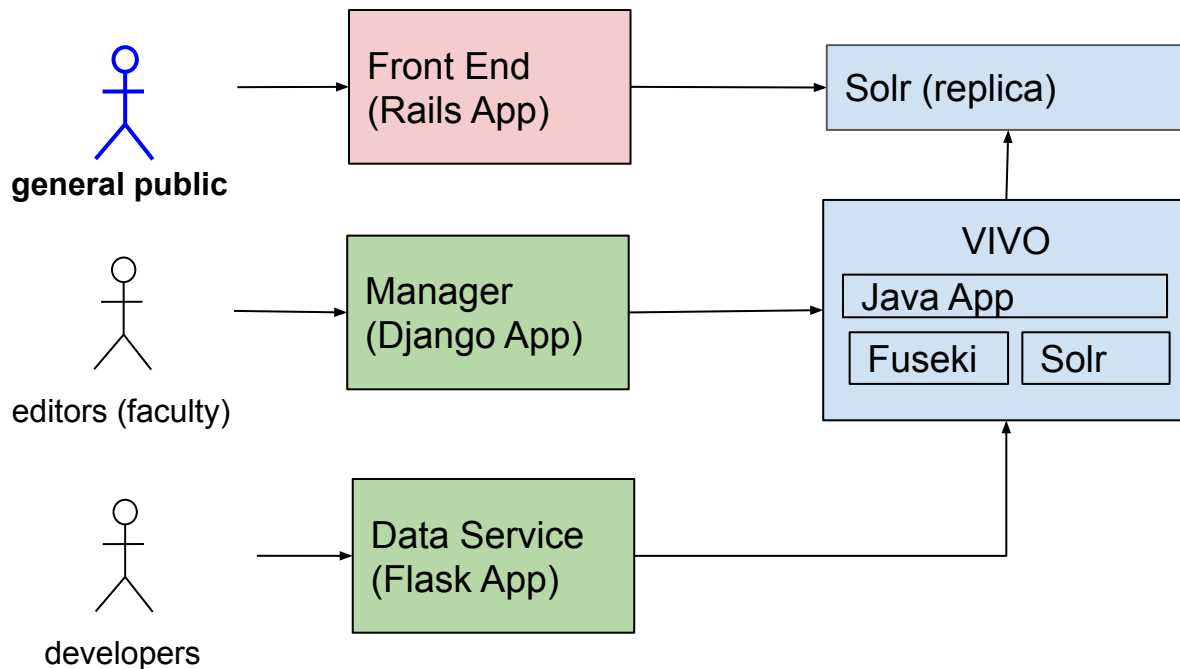 Front End
(Rails App)
Solr (replica)
general public
VIVO
Java App
Fuseki
Solr
Manager
(Django App)
editors (faculty)
Data Service
(Flask App)
developers